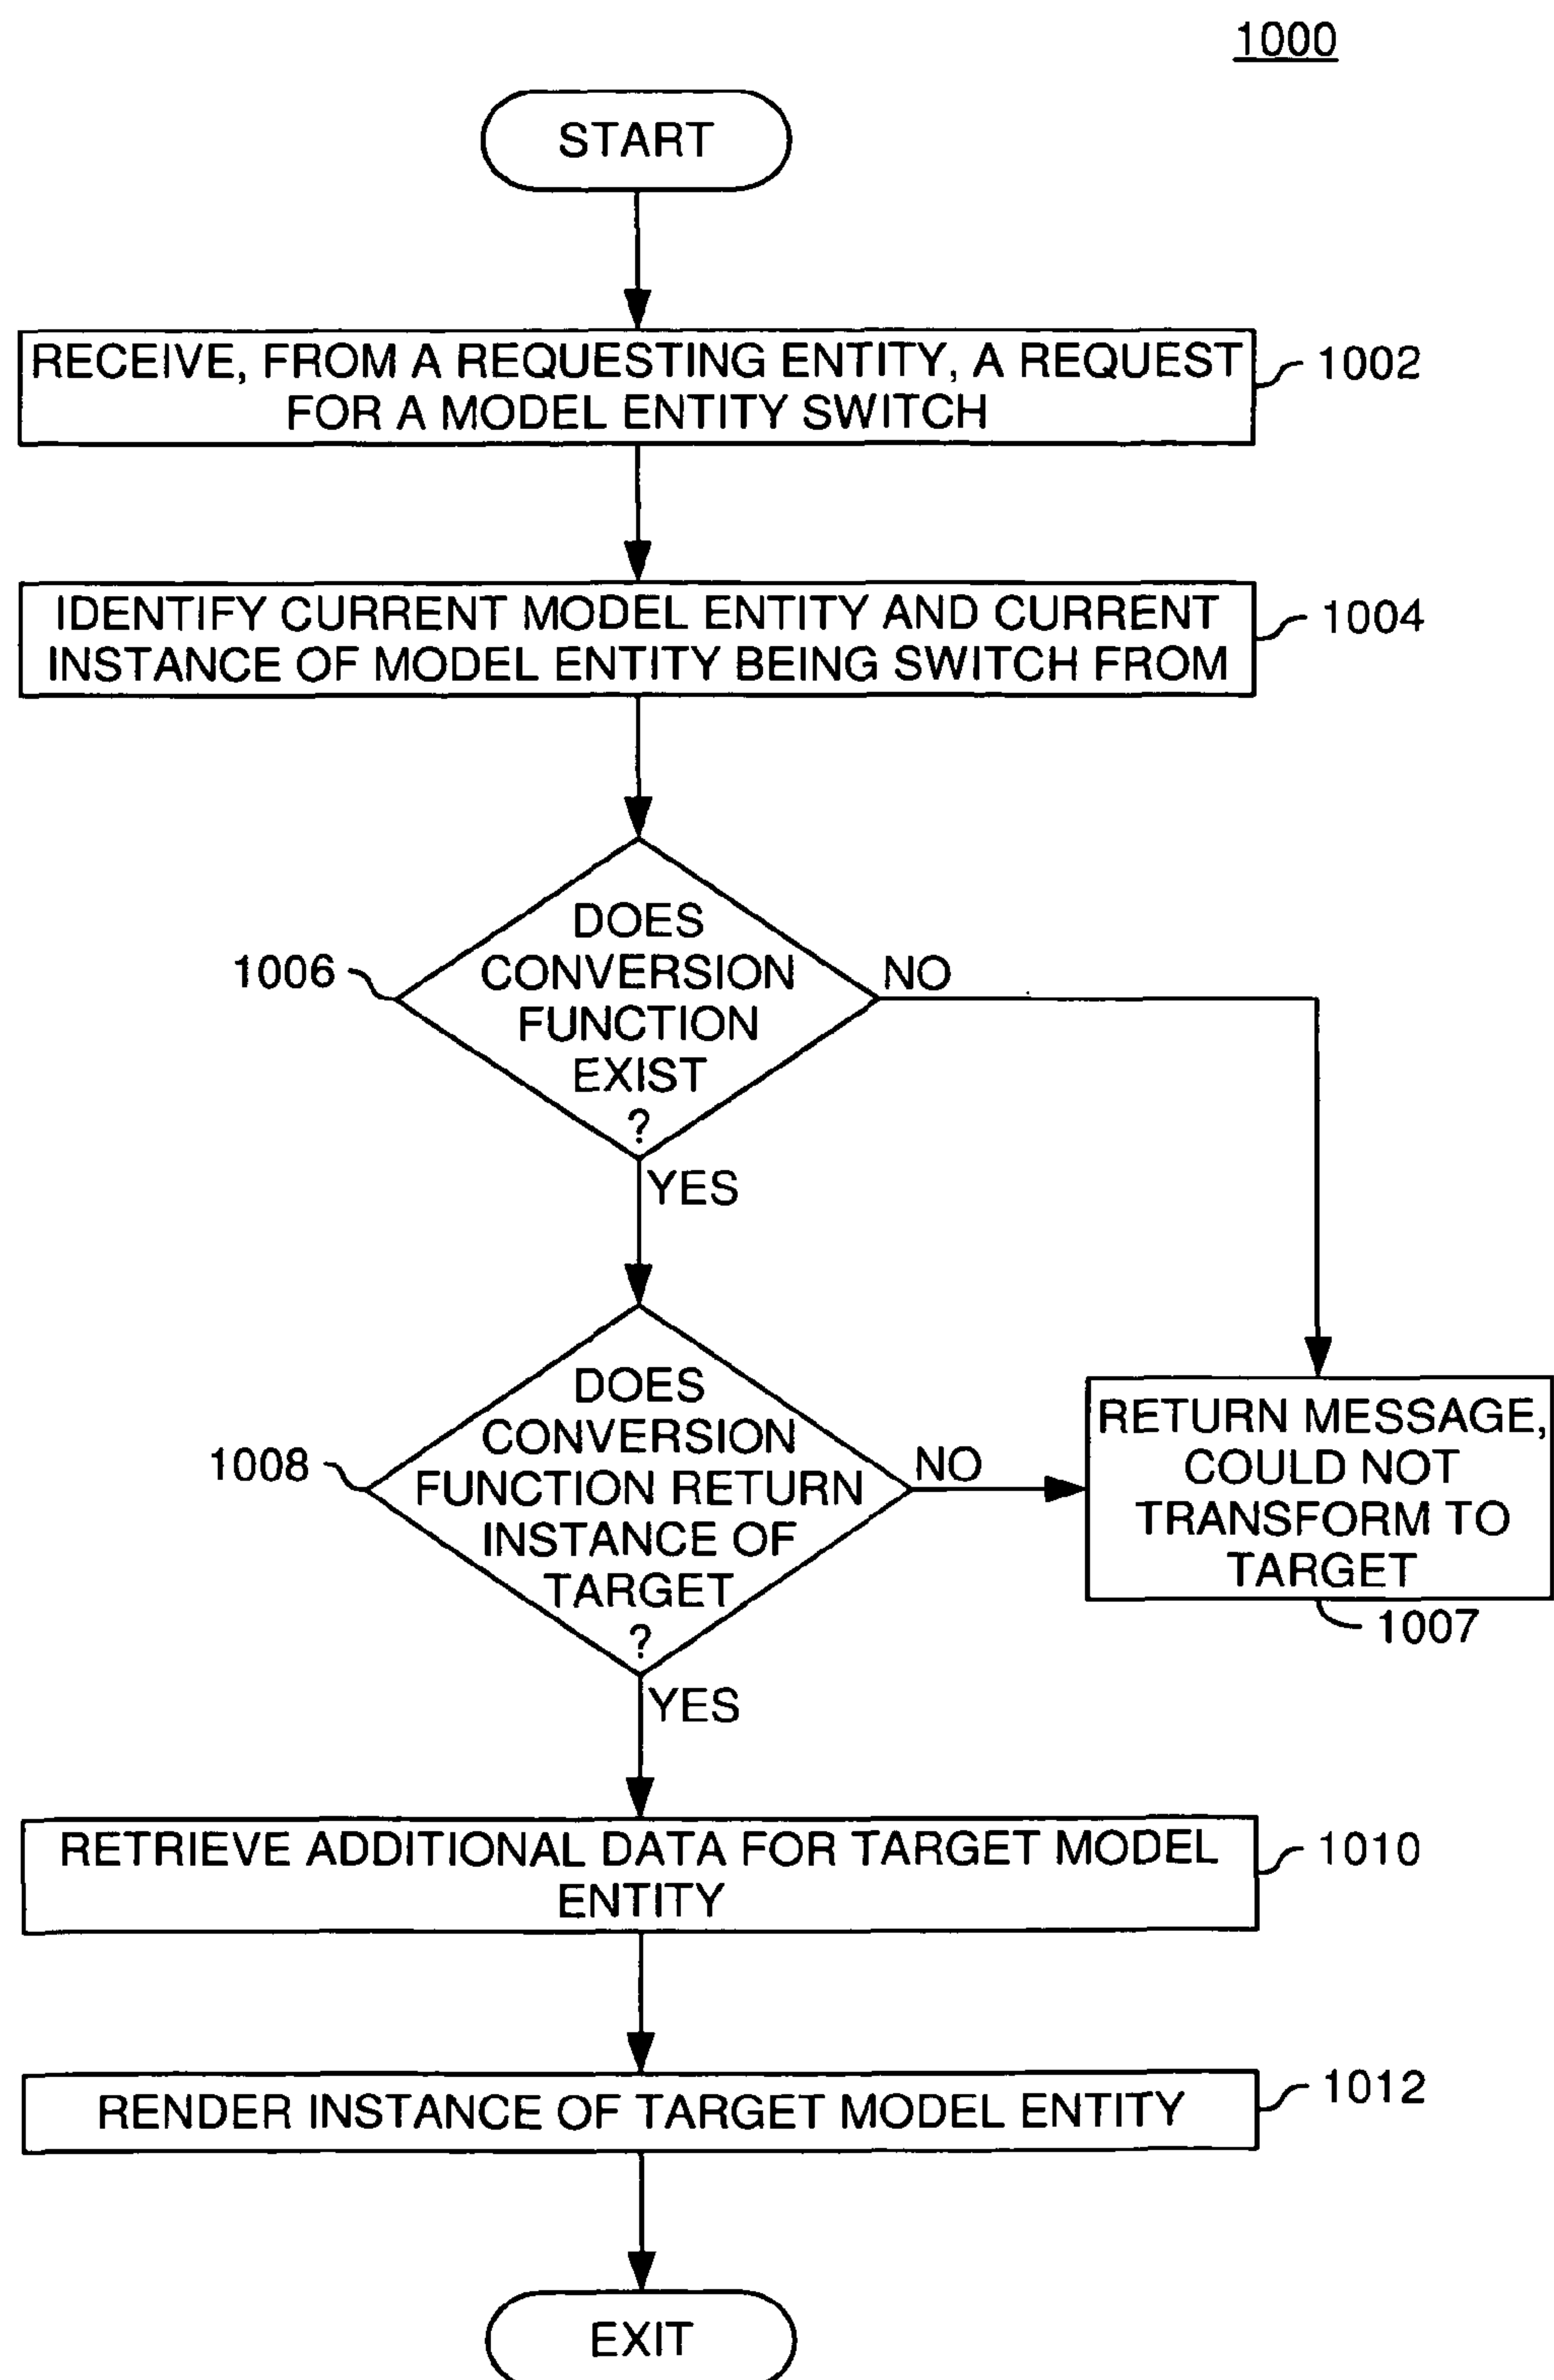 1000
START
RECEIVE, FROM A REQUESTING ENTITY, A REQUEST
FOR A MODEL ENTITY SWITCH
1002
IDENTIFY CURRENT MODEL ENTITY AND CURRENT
INSTANCE OF MODEL ENTITY BEING SWITCH FROM
1004
DOES
CONVERSION
FUNCTION
EXIST
?
1006
NO
YES
DOES
CONVERSION
FUNCTION RETURN
INSTANCE OF
TARGET
?
1008
NO
RETURN MESSAGE,
COULD NOT
TRANSFORM TO
TARGET
1007
YES
RETRIEVE ADDITIONAL DATA FOR TARGET MODEL
ENTITY
1010
RENDER INSTANCE OF TARGET MODEL ENTITY
1012
EXIT